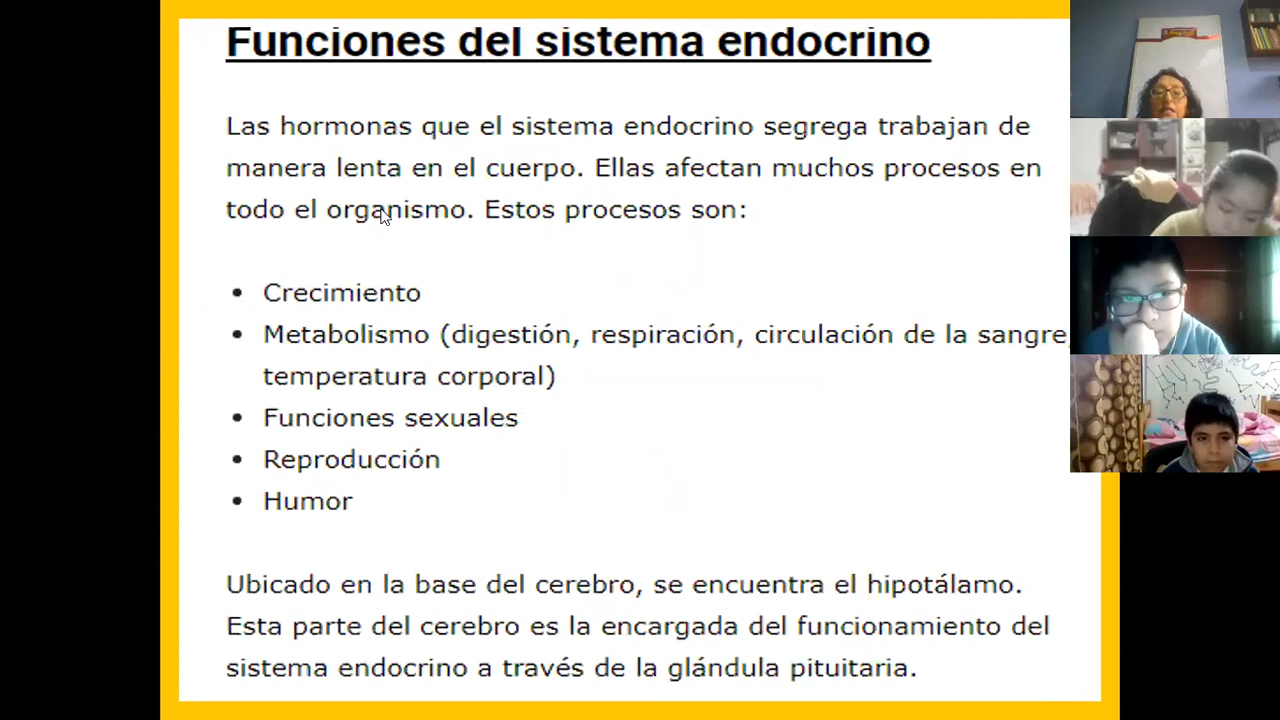 Funciones del sistema endocrino
Las hormonas que el sistema endocrino segrega trabajan de
manera lenta en el cuerpo. Ellas afectan muchos procesos en
todo el organismo. Estos procesos son:
• Crecimiento
• Metabolismo (digestión, respiración, circulación de la sangre,
temperatura corporal)
• Funciones sexuales
• Reproducción
• Humor
Ubicado en la base del cerebro, se encuentra el hipotálamo.
Esta parte del cerebro es la encargada del funcionamiento del
sistema endocrino a través de la glándula pituitaria.